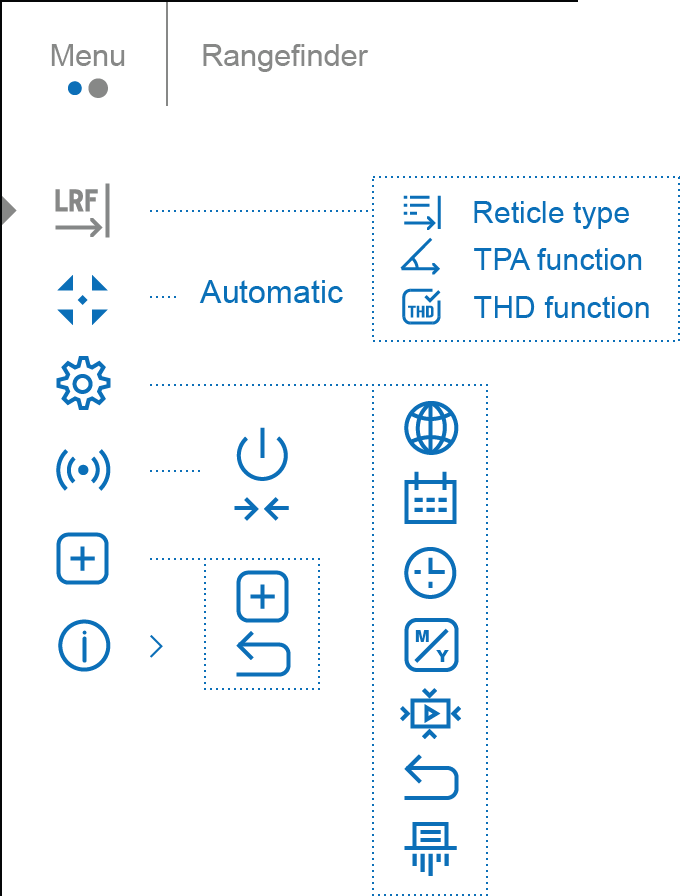 Menu
Rangefinder
LRF
Reticle type
TPA function
THD
THD function
Automatic
M/Y